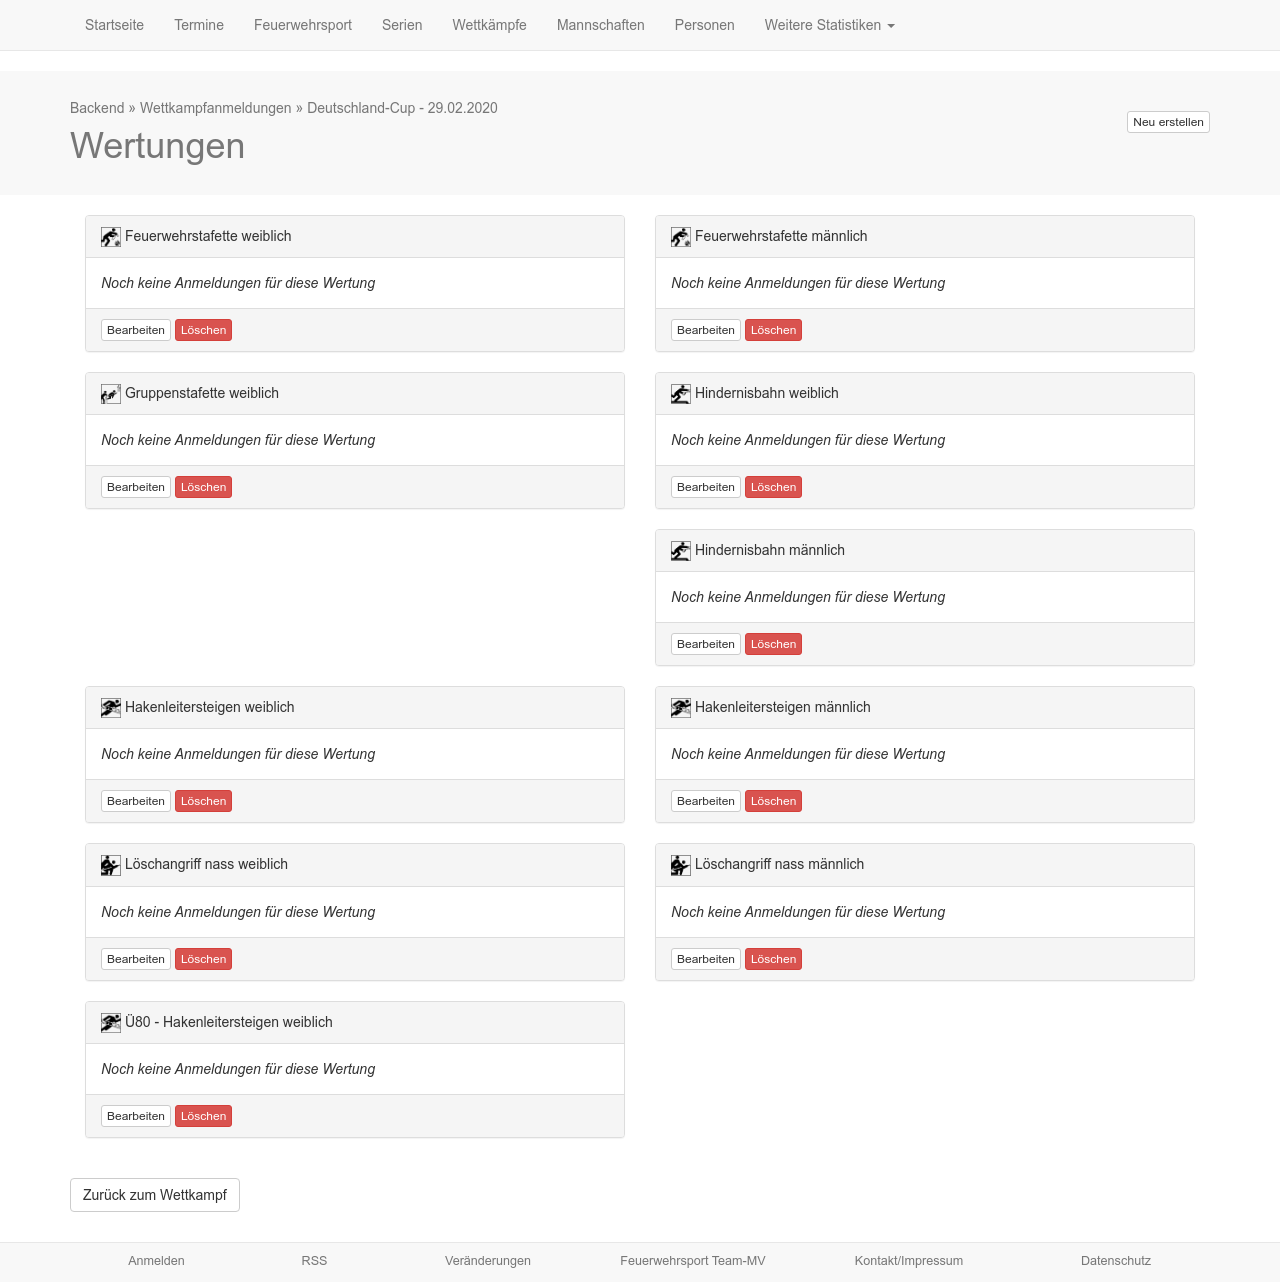 Startseite Termine Feuerwehrsport Serien Wettkämpfe Mannschaften Personen Weitere Statistiken
Backend » Wettkampfanmeldungen » Deutschland-Cup - 29.02.2020
Wertungen
Neu erstellen
Feuerwehrstafette weiblich
Noch keine Anmeldungen für diese Wertung
Bearbeiten Löschen
Feuerwehrstafette männlich
Noch keine Anmeldungen für diese Wertung
Bearbeiten Löschen
Gruppenstafette weiblich
Noch keine Anmeldungen für diese Wertung
Bearbeiten Löschen
Hindernisbahn weiblich
Noch keine Anmeldungen für diese Wertung
Bearbeiten Löschen
Hindernisbahn männlich
Noch keine Anmeldungen für diese Wertung
Bearbeiten Löschen
Hakenleitersteigen weiblich
Noch keine Anmeldungen für diese Wertung
Bearbeiten Löschen
Hakenleitersteigen männlich
Noch keine Anmeldungen für diese Wertung
Bearbeiten Löschen
Löschangriff nass weiblich
Noch keine Anmeldungen für diese Wertung
Bearbeiten Löschen
Löschangriff nass männlich
Noch keine Anmeldungen für diese Wertung
Bearbeiten Löschen
Ü80 - Hakenleitersteigen weiblich
Noch keine Anmeldungen für diese Wertung
Bearbeiten Löschen
Zurück zum Wettkampf
Anmelden RSS Veränderungen Feuerwehrsport Team-MV Kontakt/Impressum Datenschutz